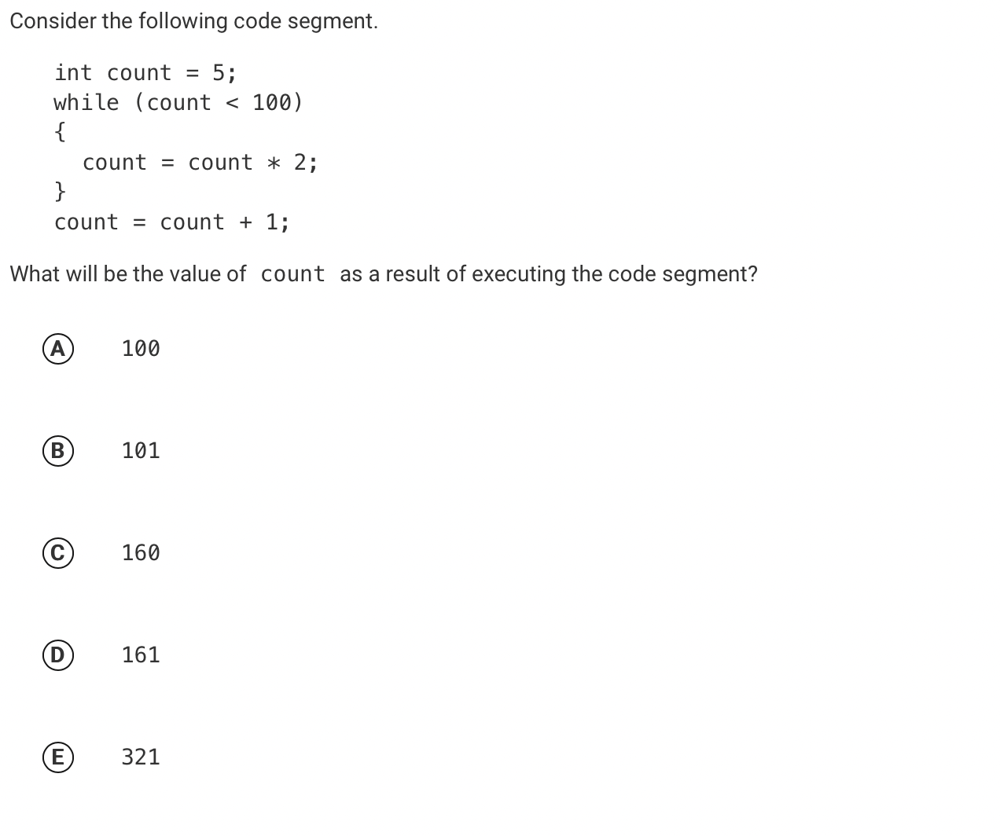 Consider the following code segment.
int count = 5;
while (count < 100)
{
count = count * 2;
}
count = count + 1;
What will be the value of count as a result of executing the code segment?
A 100
B 101
C 160
D 161
E 321